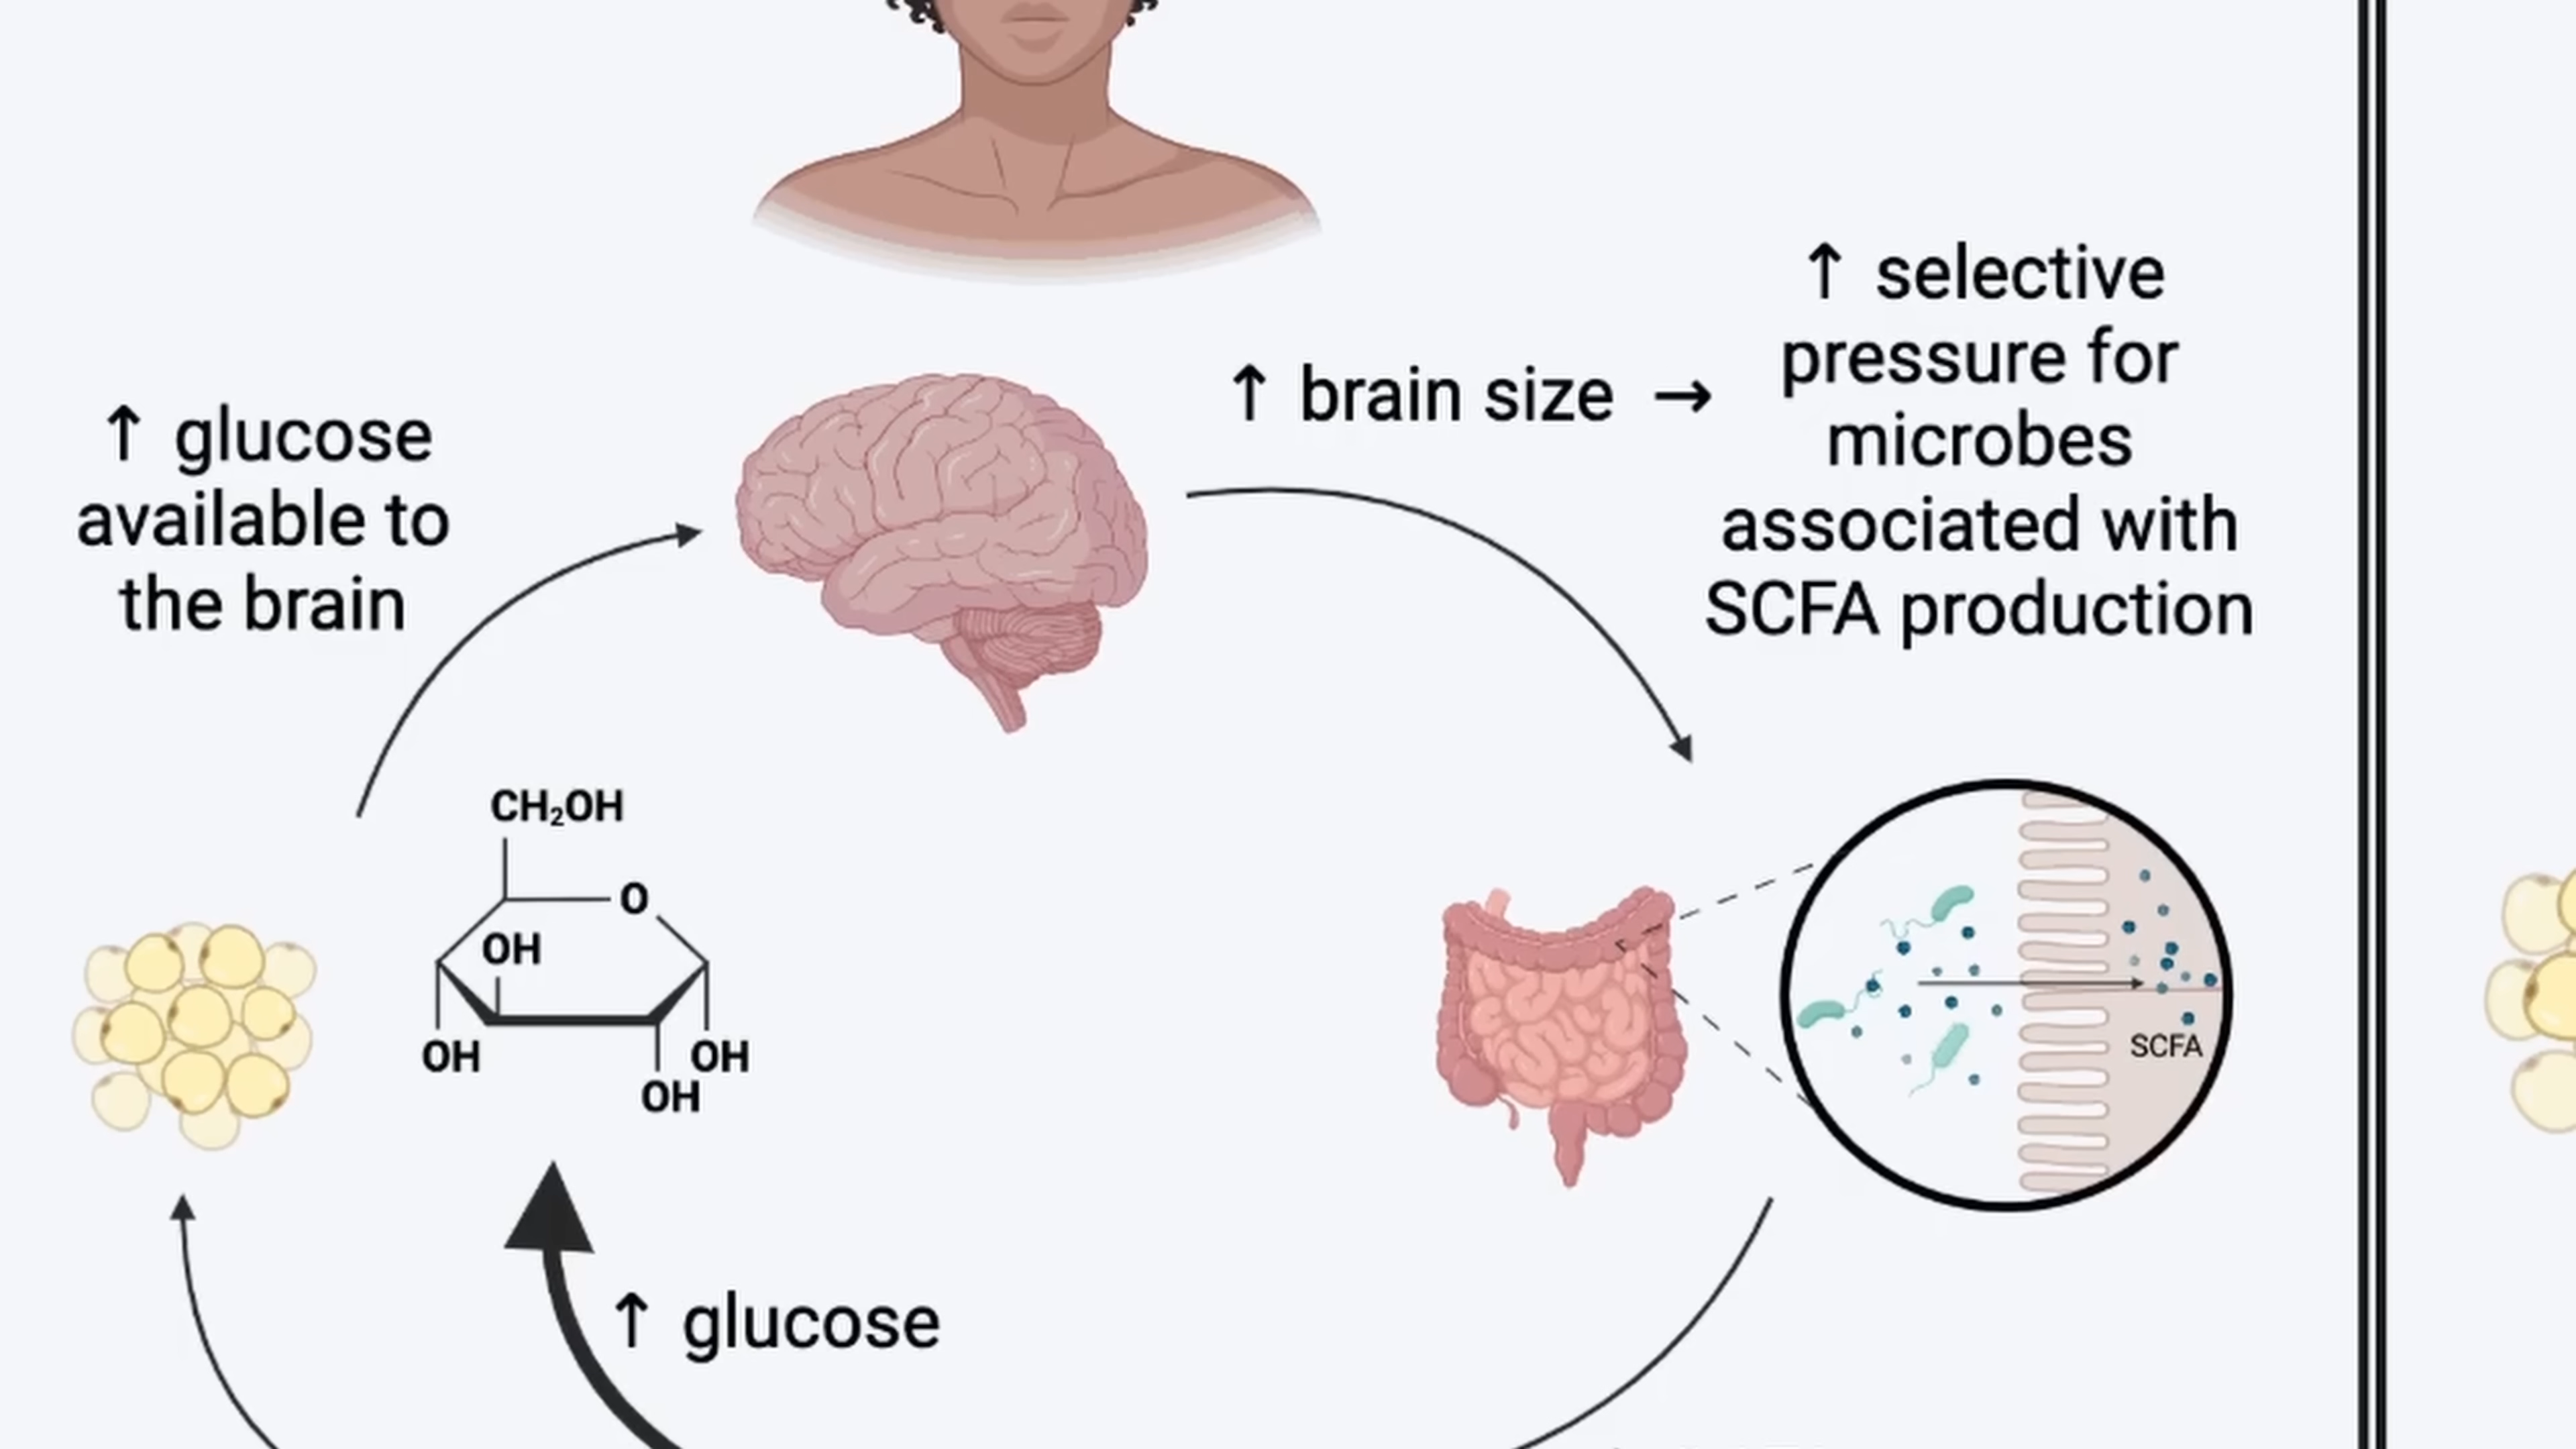 ↑ glucose
available to
the brain
↑ brain size →
↑ selective
pressure for
microbes
associated with
SCFA production
CH₂OH
O
OH
OH
OH
OH
SCFA
↑ glucose